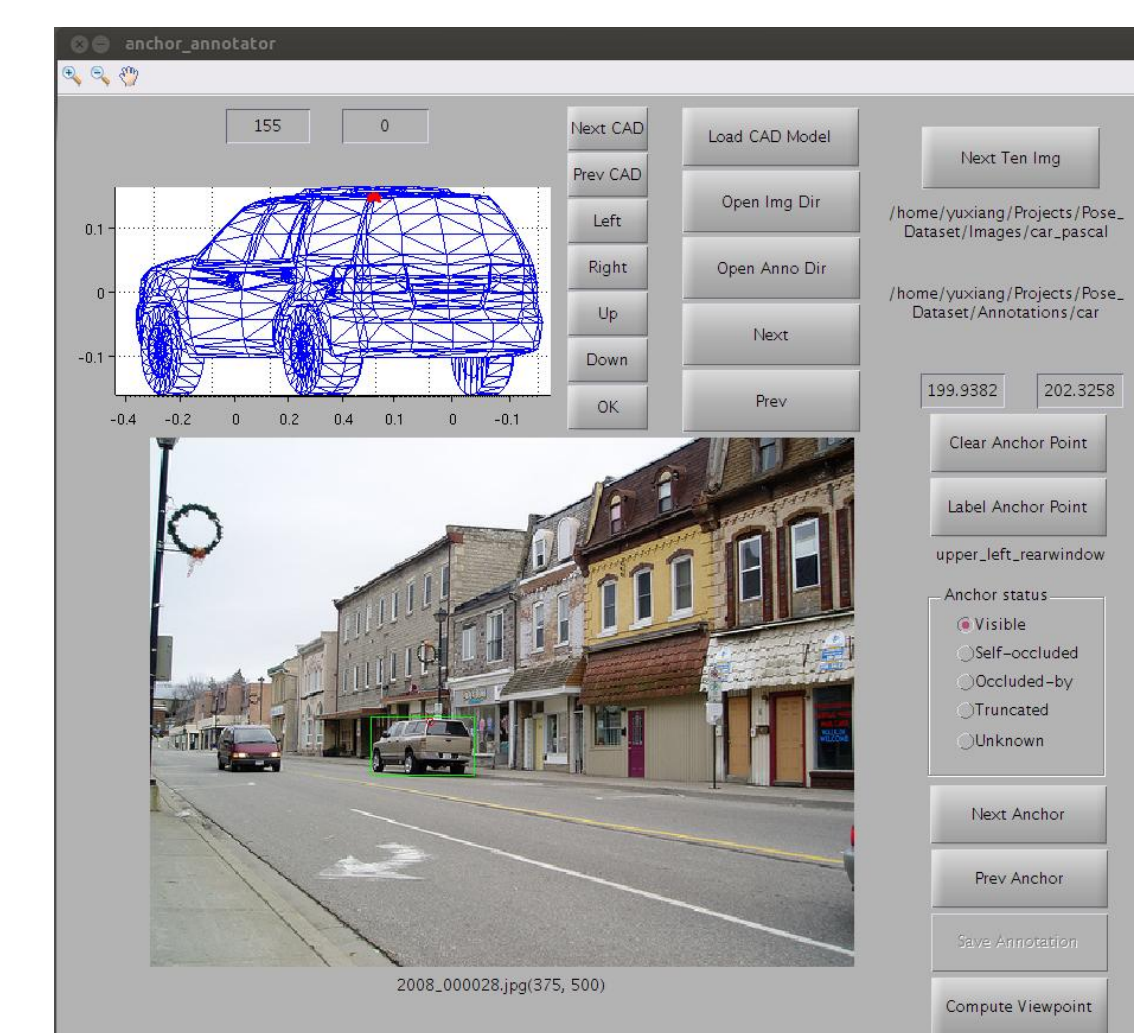 anchor_annotator
155
0
Next CAD
Prev CAD
Left
Right
Up
Down
OK
Load CAD Model
Open Img Dir
Open Anno Dir
Next
Prev
Next Ten Img
/home/yuxiang/Projects/Pose_
Dataset/Images/car_pascal
/home/yuxiang/Projects/Pose_
Dataset/Annotations/car
0.1
0
-0.1
-0.4 -0.2 0 0.2 0.4 0.1 0 -0.1
199.9382
202.3258
Clear Anchor Point
Label Anchor Point
upper_left_rearwindow
Anchor status
Visible
Self-occluded
Occluded-by
Truncated
Unknown
Next Anchor
Prev Anchor
Save Annotation
Compute Viewpoint
2008_000028.jpg(375, 500)